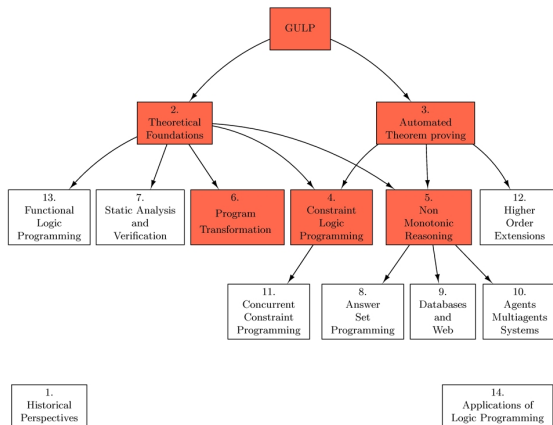 GULP
2.
Theoretical
Foundations
3.
Automated
Theorem proving
13.
Functional
Logic
Programming
7.
Static Analysis
and
Verification
6.
Program
Transformation
4.
Constraint
Logic
Programming
5.
Non
Monotonic
Reasoning
12.
Higher
Order
Extensions
11.
Concurrent
Constraint
Programming
8.
Answer
Set
Programming
9.
Databases
and
Web
10.
Agents
Multiagents
Systems
1.
Historical
Perspectives
14.
Applications of
Logic Programming